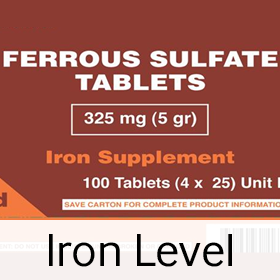 FERROUS SULFATE
TABLETS
325 mg (5 gr)
Iron Supplement
100 Tablets (4 x 25) Unit
SAVE CARTON FOR COMPLETE PRODUCT INFORMATION
Iron Level